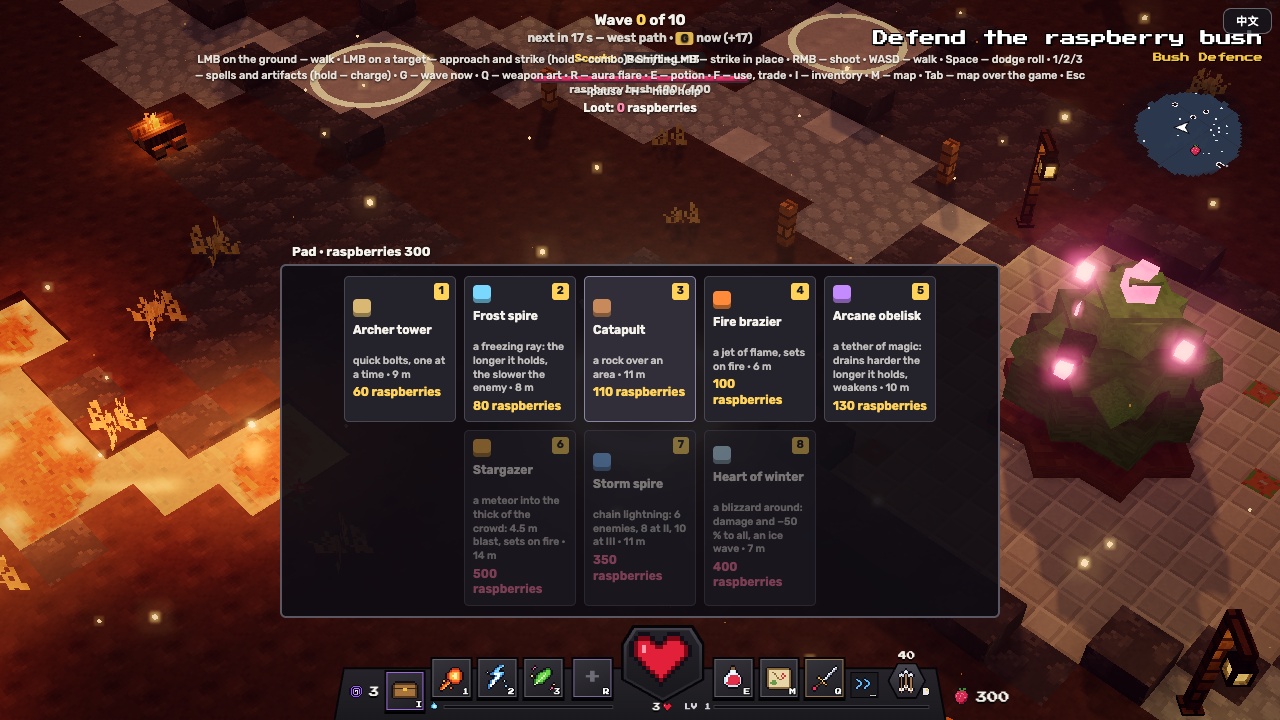 Wave 0 of 10
next in 17 s – west path • now (+17)
中文
Defend the raspberry bush
Bush Defence
LMB on the ground – walk • LMB on a target – approach and strike (hold – combo) • Shift+LMB – strike in place • RMB – shoot • WASD – walk • Space – dodge roll • 1/2/3
– spells and artifacts (hold – charge) • G – wave now • Q – weapon art • R – aura flare • E – potion • F – use, trade • I – inventory • M – map • Tab – map over the game • Esc
– pause • H – hide help
raspberry bush 400 / 400
Loot: 0 raspberries
Pad • raspberries 300
1
Archer tower
quick bolts, one at
a time • 9 m
60 raspberries
2
Frost spire
a freezing ray: the
longer it holds,
the slower the
enemy • 8 m
80 raspberries
3
Catapult
a rock over an
area • 11 m
110 raspberries
4
Fire brazier
a jet of flame, sets
on fire • 6 m
100
raspberries
5
Arcane obelisk
a tether of magic:
drains harder the
longer it holds,
weakens • 10 m
130 raspberries
6
Stargazer
a meteor into the
thick of the
crowd: 4.5 m
blast, sets on fire •
14 m
500
raspberries
7
Storm spire
chain lightning: 6
enemies, 8 at II, 10
at III • 11 m
350
raspberries
8
Heart of winter
a blizzard around:
damage and −50
% to all, an ice
wave • 7 m
400
raspberries
3
I
1
2
3
R
E
M
Q
40
B
300
3
LV 1